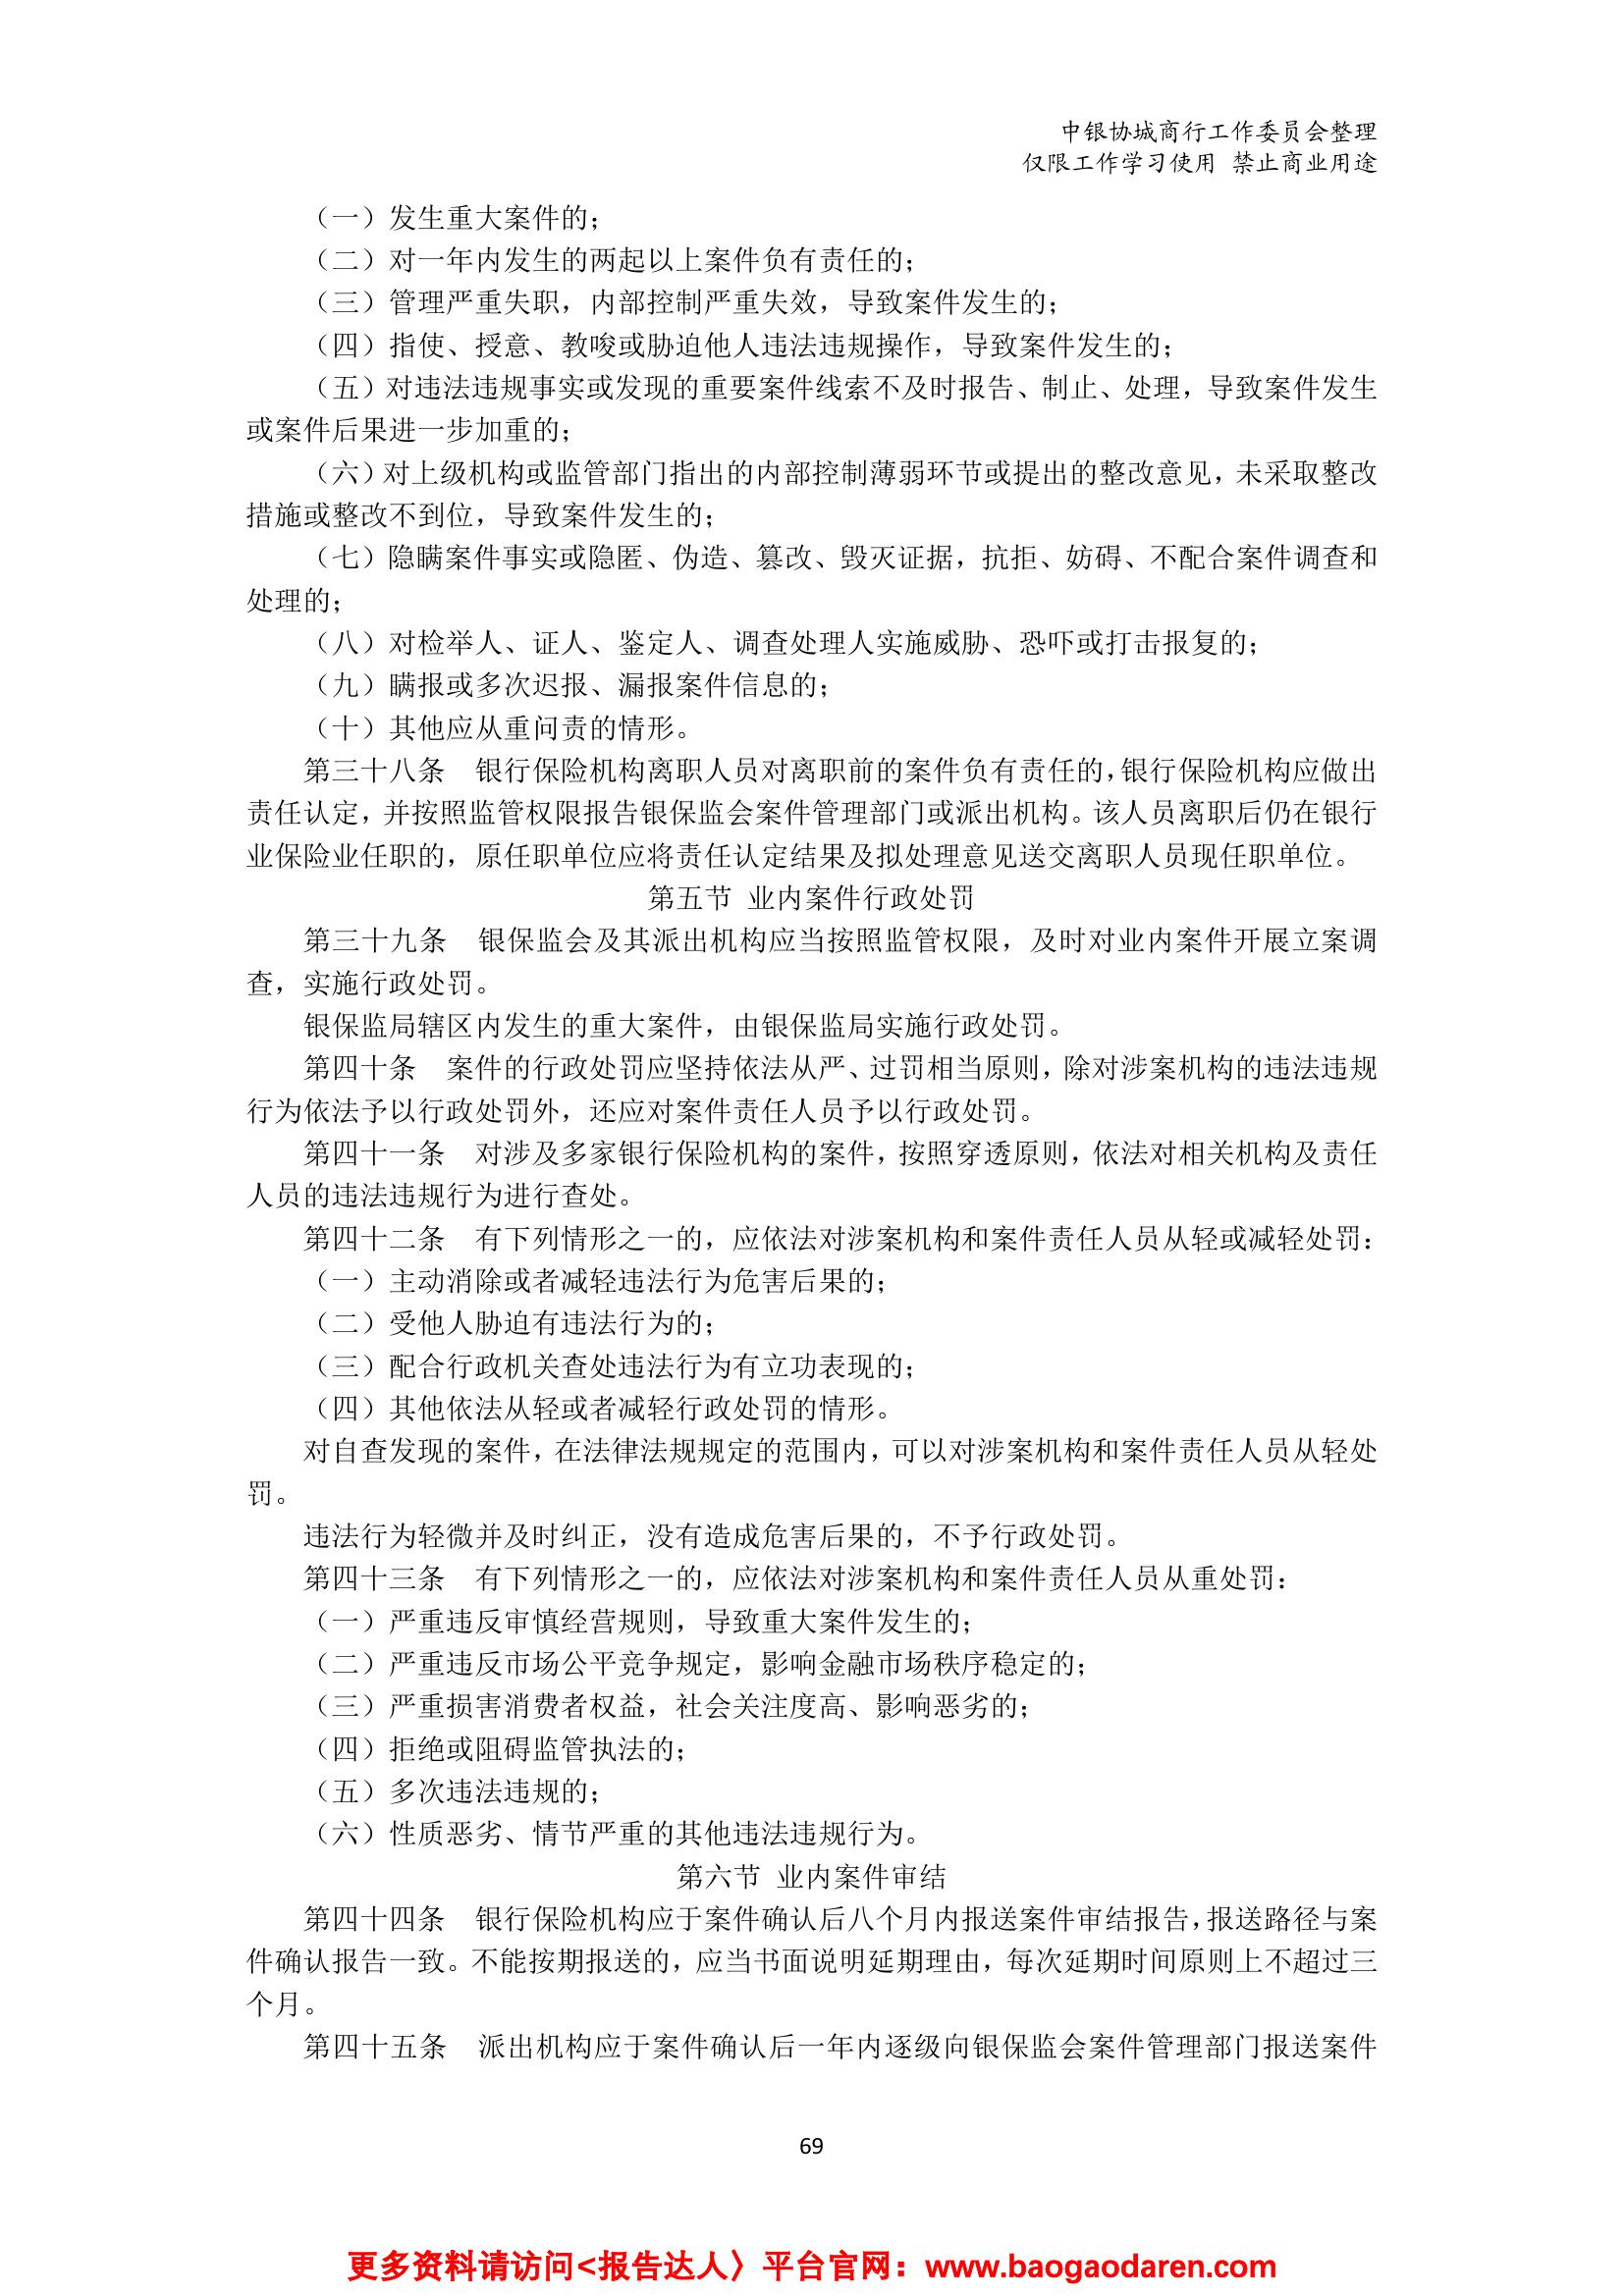 中银协城商行工作委员会整理
仅限工作学习使用 禁止商业用途
（一）发生重大案件的；
（二）对一年内发生的两起以上案件负有责任的；
（三）管理严重失职，内部控制严重失效，导致案件发生的；
（四）指使、授意、教唆或胁迫他人违法违规操作，导致案件发生的；
（五）对违法违规事实或发现的重要案件线索不及时报告、制止、处理，导致案件发生
或案件后果进一步加重的；
（六）对上级机构或监管部门指出的内部控制薄弱环节或提出的整改意见，未采取整改
措施或整改不到位，导致案件发生的；
（七）隐瞒案件事实或隐匿、伪造、篡改、毁灭证据，抗拒、妨碍、不配合案件调查和
处理的；
（八）对检举人、证人、鉴定人、调查处理人实施威胁、恐吓或打击报复的；
（九）瞒报或多次迟报、漏报案件信息的；
（十）其他应从重问责的情形。
第三十八条　银行保险机构离职人员对离职前的案件负有责任的，银行保险机构应做出
责任认定，并按照监管权限报告银保监会案件管理部门或派出机构。该人员离职后仍在银行
业保险业任职的，原任职单位应将责任认定结果及拟处理意见送交离职人员现任职单位。
第五节 业内案件行政处罚
第三十九条　银保监会及其派出机构应当按照监管权限，及时对业内案件开展立案调
查，实施行政处罚。
银保监局辖区内发生的重大案件，由银保监局实施行政处罚。
第四十条　案件的行政处罚应坚持依法从严、过罚相当原则，除对涉案机构的违法违规
行为依法予以行政处罚外，还应对案件责任人员予以行政处罚。
第四十一条　对涉及多家银行保险机构的案件，按照穿透原则，依法对相关机构及责任
人员的违法违规行为进行查处。
第四十二条　有下列情形之一的，应依法对涉案机构和案件责任人员从轻或减轻处罚：
（一）主动消除或者减轻违法行为危害后果的；
（二）受他人胁迫有违法行为的；
（三）配合行政机关查处违法行为有立功表现的；
（四）其他依法从轻或者减轻行政处罚的情形。
对自查发现的案件，在法律法规规定的范围内，可以对涉案机构和案件责任人员从轻处
罚。
违法行为轻微并及时纠正，没有造成危害后果的，不予行政处罚。
第四十三条　有下列情形之一的，应依法对涉案机构和案件责任人员从重处罚：
（一）严重违反审慎经营规则，导致重大案件发生的；
（二）严重违反市场公平竞争规定，影响金融市场秩序稳定的；
（三）严重损害消费者权益，社会关注度高、影响恶劣的；
（四）拒绝或阻碍监管执法的；
（五）多次违法违规的；
（六）性质恶劣、情节严重的其他违法违规行为。
第六节 业内案件审结
第四十四条　银行保险机构应于案件确认后八个月内报送案件审结报告，报送路径与案
件确认报告一致。不能按期报送的，应当书面说明延期理由，每次延期时间原则上不超过三
个月。
第四十五条　派出机构应于案件确认后一年内逐级向银保监会案件管理部门报送案件
69
更多资料请访问<报告达人〉平台官网：www.baogaodaren.com